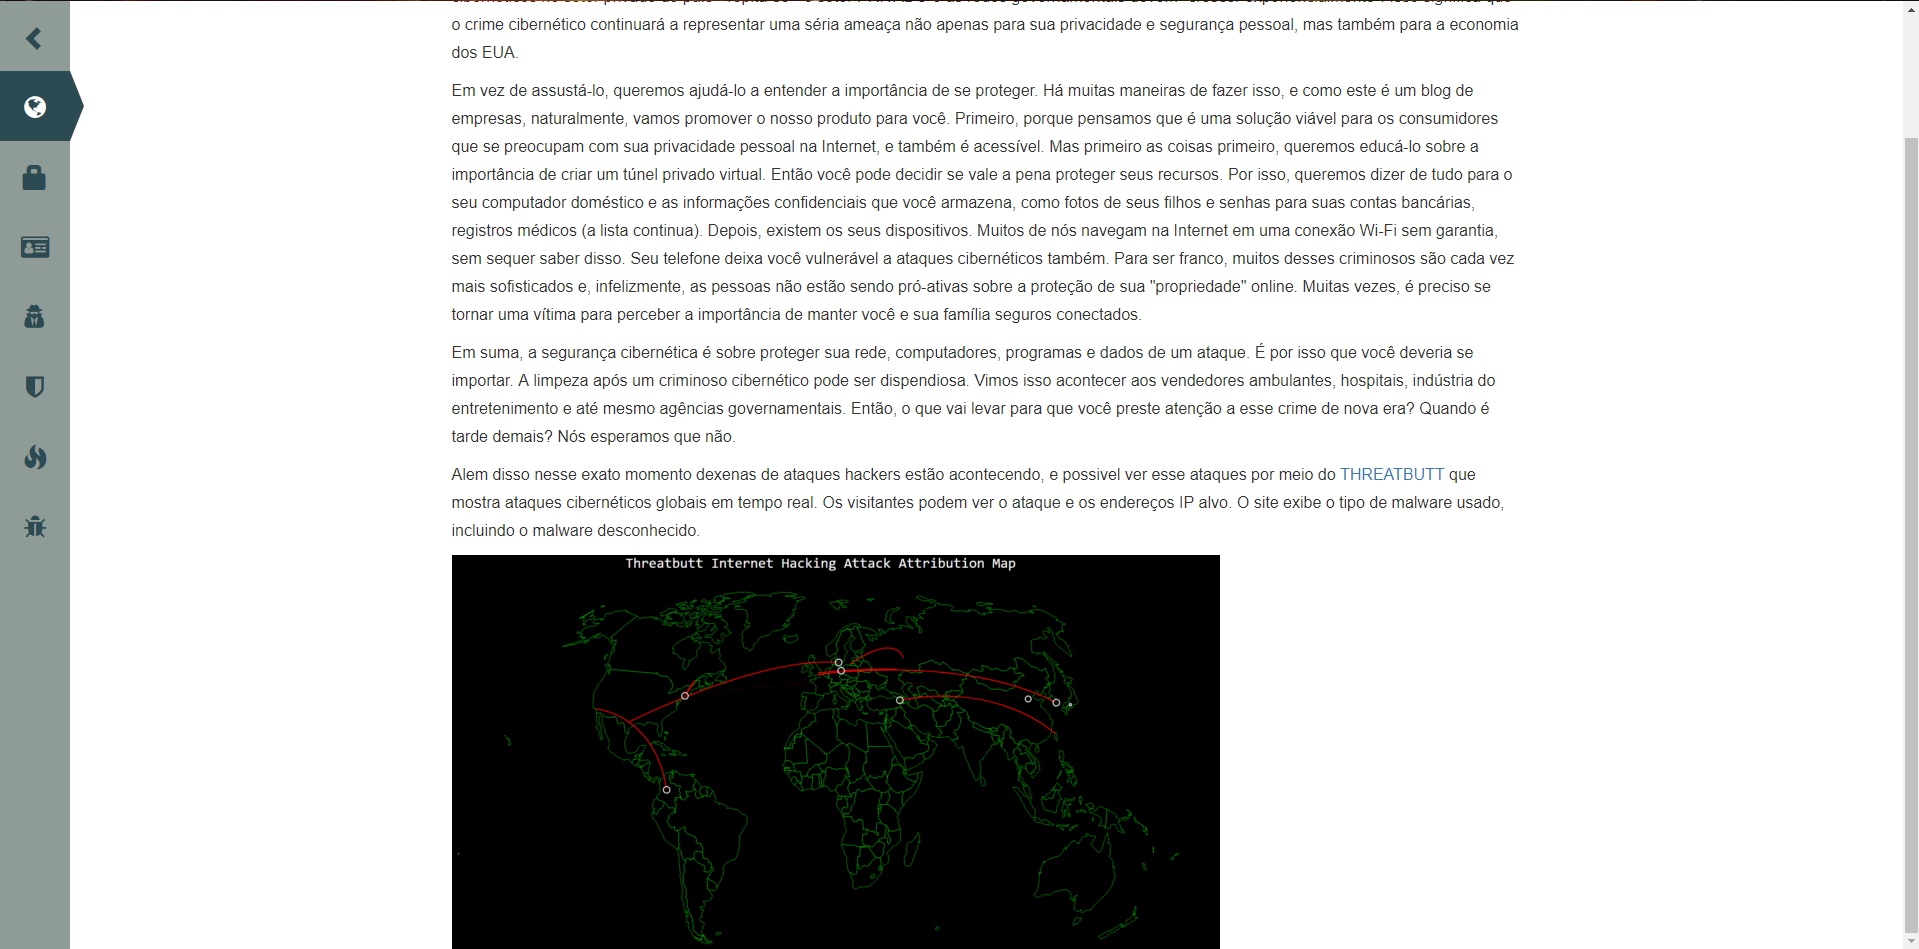 o crime cibernético continuará a representar uma séria ameaça não apenas para sua privacidade e segurança pessoal, mas também para a economia
dos EUA.
Em vez de assustá-lo, queremos ajudá-lo a entender a importância de se proteger. Há muitas maneiras de fazer isso, e como este é um blog de
empresas, naturalmente, vamos promover o nosso produto para você. Primeiro, porque pensamos que é uma solução viável para os consumidores
que se preocupam com sua privacidade pessoal na Internet, e também é acessível. Mas primeiro as coisas primeiro, queremos educá-lo sobre a
importância de criar um túnel privado virtual. Então você pode decidir se vale a pena proteger seus recursos. Por isso, queremos dizer de tudo para o
seu computador doméstico e as informações confidenciais que você armazena, como fotos de seus filhos e senhas para suas contas bancárias,
registros médicos (a lista continua). Depois, existem os seus dispositivos. Muitos de nós navegam na Internet em uma conexão Wi-Fi sem garantia,
sem sequer saber disso. Seu telefone deixa você vulnerável a ataques cibernéticos também. Para ser franco, muitos desses criminosos são cada vez
mais sofisticados e, infelizmente, as pessoas não estão sendo pró-ativas sobre a proteção de sua "propriedade" online. Muitas vezes, é preciso se
tornar uma vítima para perceber a importância de manter você e sua família seguros conectados.
Em suma, a segurança cibernética é sobre proteger sua rede, computadores, programas e dados de um ataque. É por isso que você deveria se
importar. A limpeza após um criminoso cibernético pode ser dispendiosa. Vimos isso acontecer aos vendedores ambulantes, hospitais, indústria do
entretenimento e até mesmo agências governamentais. Então, o que vai levar para que você preste atenção a esse crime de nova era? Quando é
tarde demais? Nós esperamos que não.
Alem disso nesse exato momento dexenas de ataques hackers estão acontecendo, e possivel ver esse ataques por meio do THREATBUTT que
mostra ataques cibernéticos globais em tempo real. Os visitantes podem ver o ataque e os endereços IP alvo. O site exibe o tipo de malware usado,
incluindo o malware desconhecido.
Threatbutt Internet Hacking Attack Attribution Map